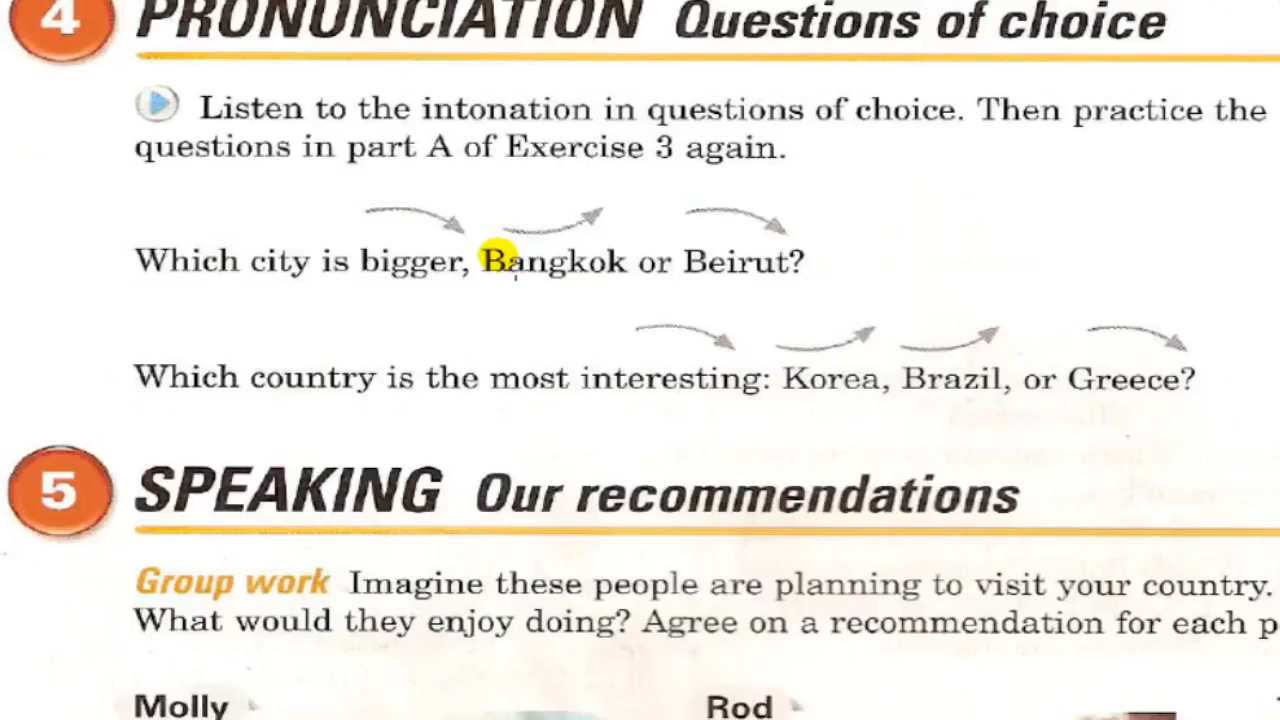 4 PRONUNCIATION Questions of choice
Listen to the intonation in questions of choice. Then practice the
questions in part A of Exercise 3 again.
Which city is bigger, Bangkok or Beirut?
Which country is the most interesting: Korea, Brazil, or Greece?
5 SPEAKING Our recommendations
Group work Imagine these people are planning to visit your country.
What would they enjoy doing? Agree on a recommendation for each p
Molly Rod